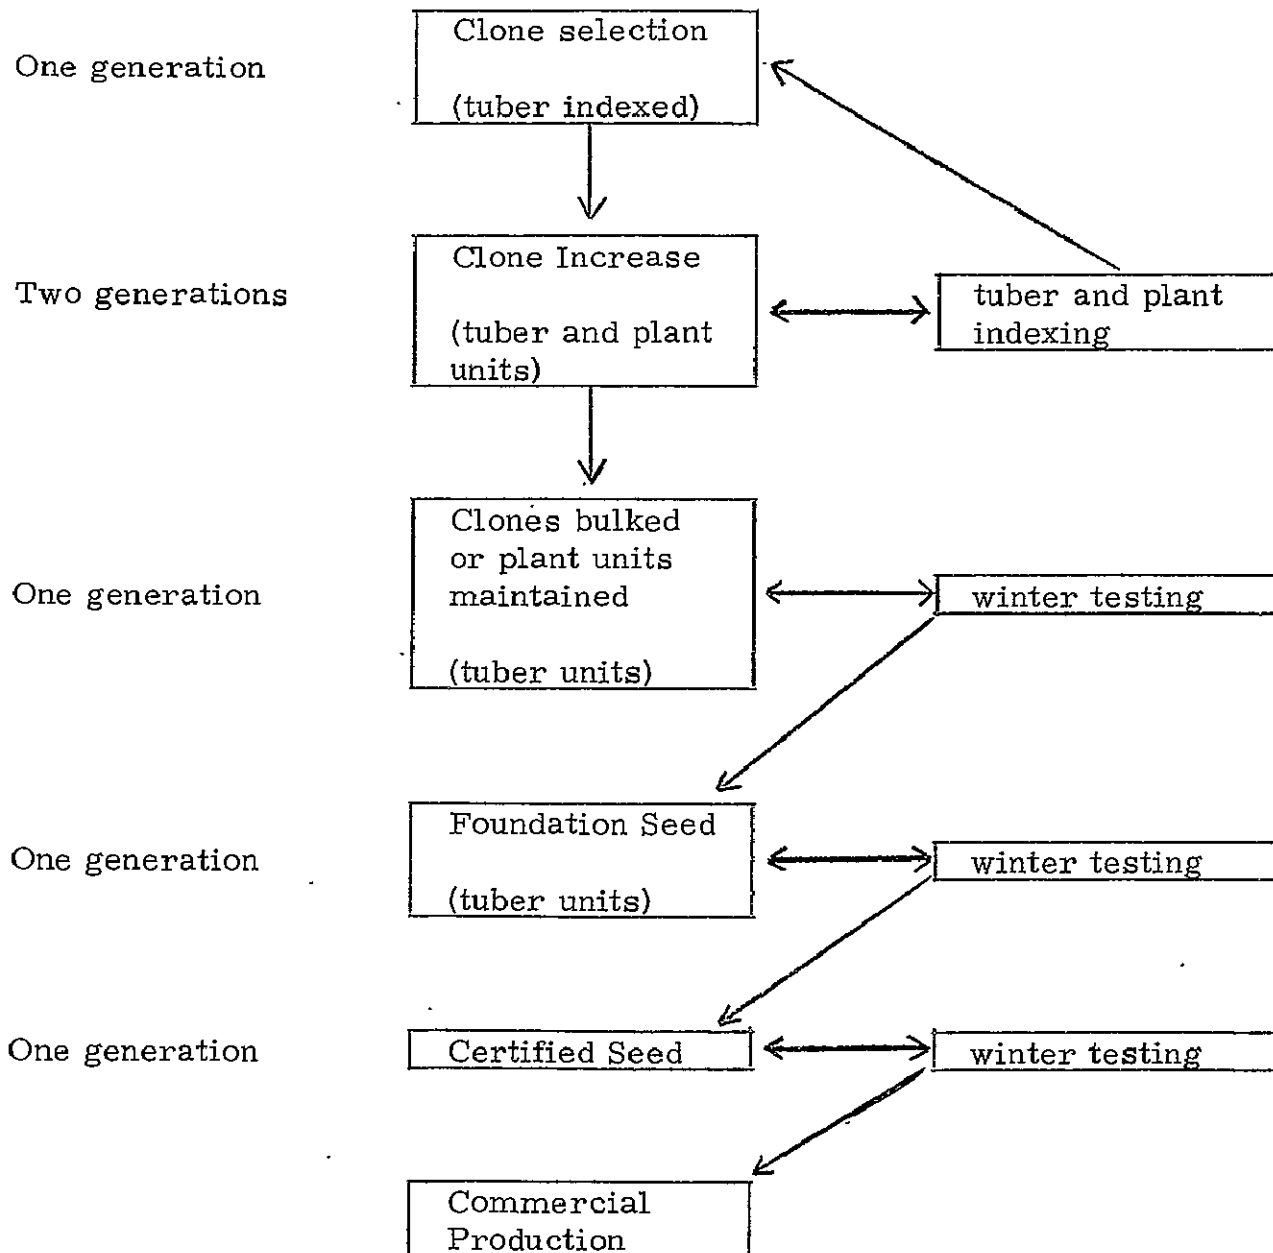 One generation
Clone selection
(tuber indexed)
Two generations
Clone Increase
(tuber and plant
units)
tuber and plant
indexing
One generation
Clones bulked
or plant units
maintained
(tuber units)
winter testing
One generation
Foundation Seed
(tuber units)
winter testing
One generation
Certified Seed
winter testing
Commercial
Production